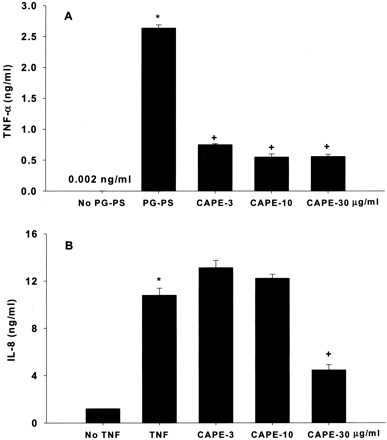 A
*
+
+
+
TNF-α (ng/ml)
3.0
2.5
2.0
1.5
1.0
0.5
0.0
0.002 ng/ml
No PG-PS PG-PS CAPE-3 CAPE-10 CAPE-30 μg/ml
B
*
+
IL-8 (ng/ml)
16
12
8
4
0
No TNF TNF CAPE-3 CAPE-10 CAPE-30 μg/ml